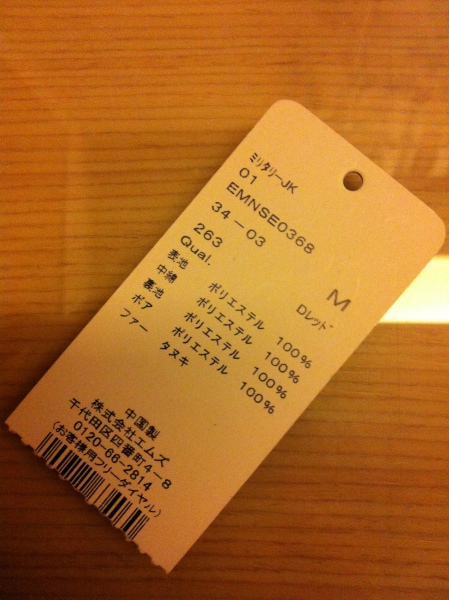 ミリタリーJK
01
EMNSE0368
34-03 M
263 Dレッド
Qual.
表地 ポリエステル 100%
中綿 ポリエステル 100%
裏地 ポリエステル 100%
ボア ポリエステル 100%
ファー タヌキ
中国製
株式会社エムズ
千代田区四番町4-8
0120-66-2814
(お客様用フリーダイヤル)